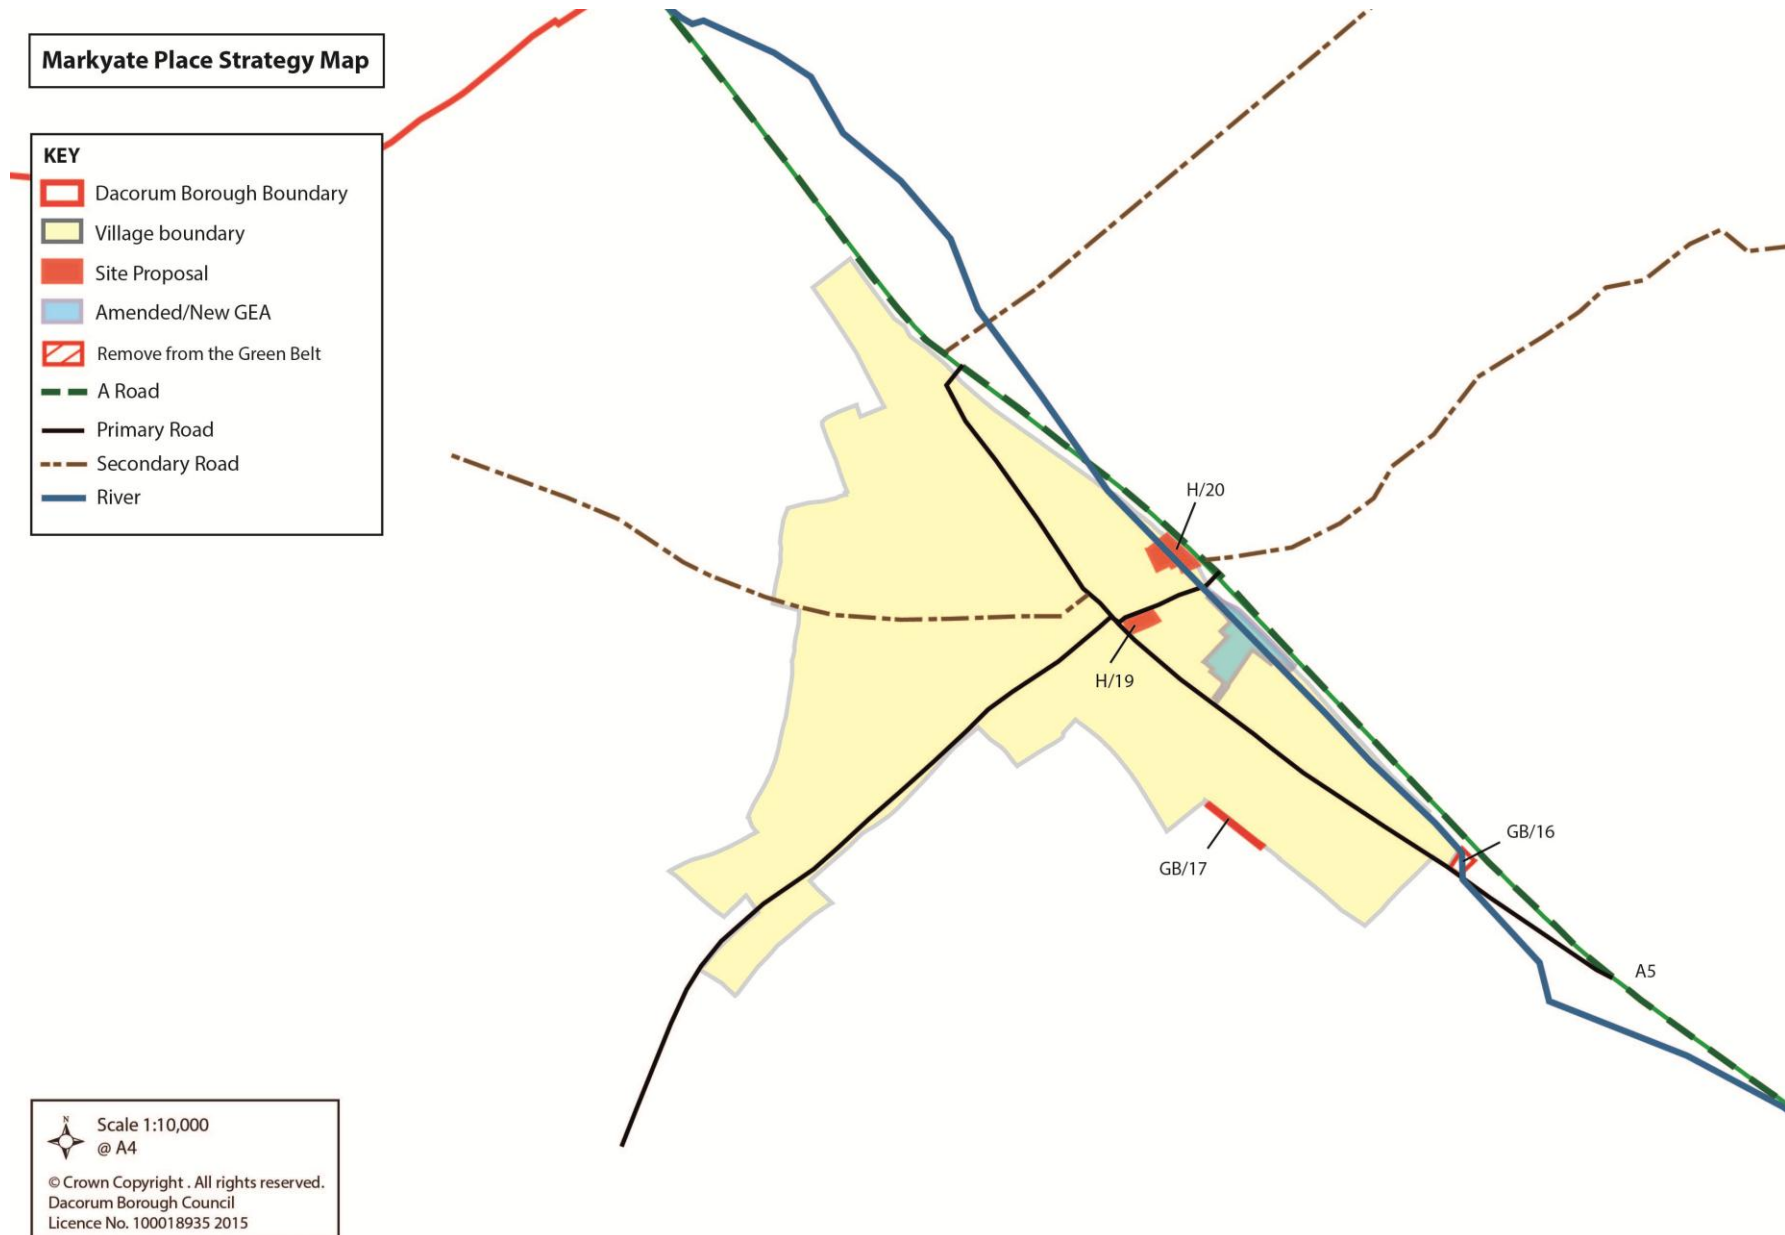 Markyate Place Strategy Map
KEY
Dacorum Borough Boundary
Village boundary
Site Proposal
Amended/New GEA
Remove from the Green Belt
A Road
Primary Road
Secondary Road
River
H/20
H/19
GB/16
GB/17
A5
N
Scale 1:10,000
@ A4
© Crown Copyright . All rights reserved.
Dacorum Borough Council
Licence No. 100018935 2015